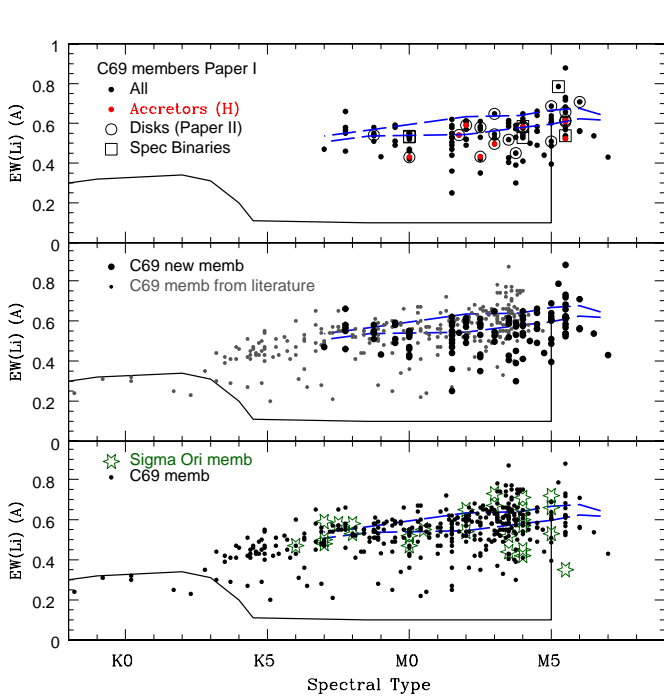 1
C69 members Paper I
All
Accretors (H)
Disks (Paper II)
Spec Binaries
0.8
0.6
0.4
0.2
0
EW(Li) (A)
C69 new memb
C69 memb from literature
0.8
0.6
0.4
0.2
0
EW(Li) (A)
Sigma Ori memb
C69 memb
0.8
0.6
0.4
0.2
0
EW(Li) (A)
K0 K5 M0 M5
Spectral Type